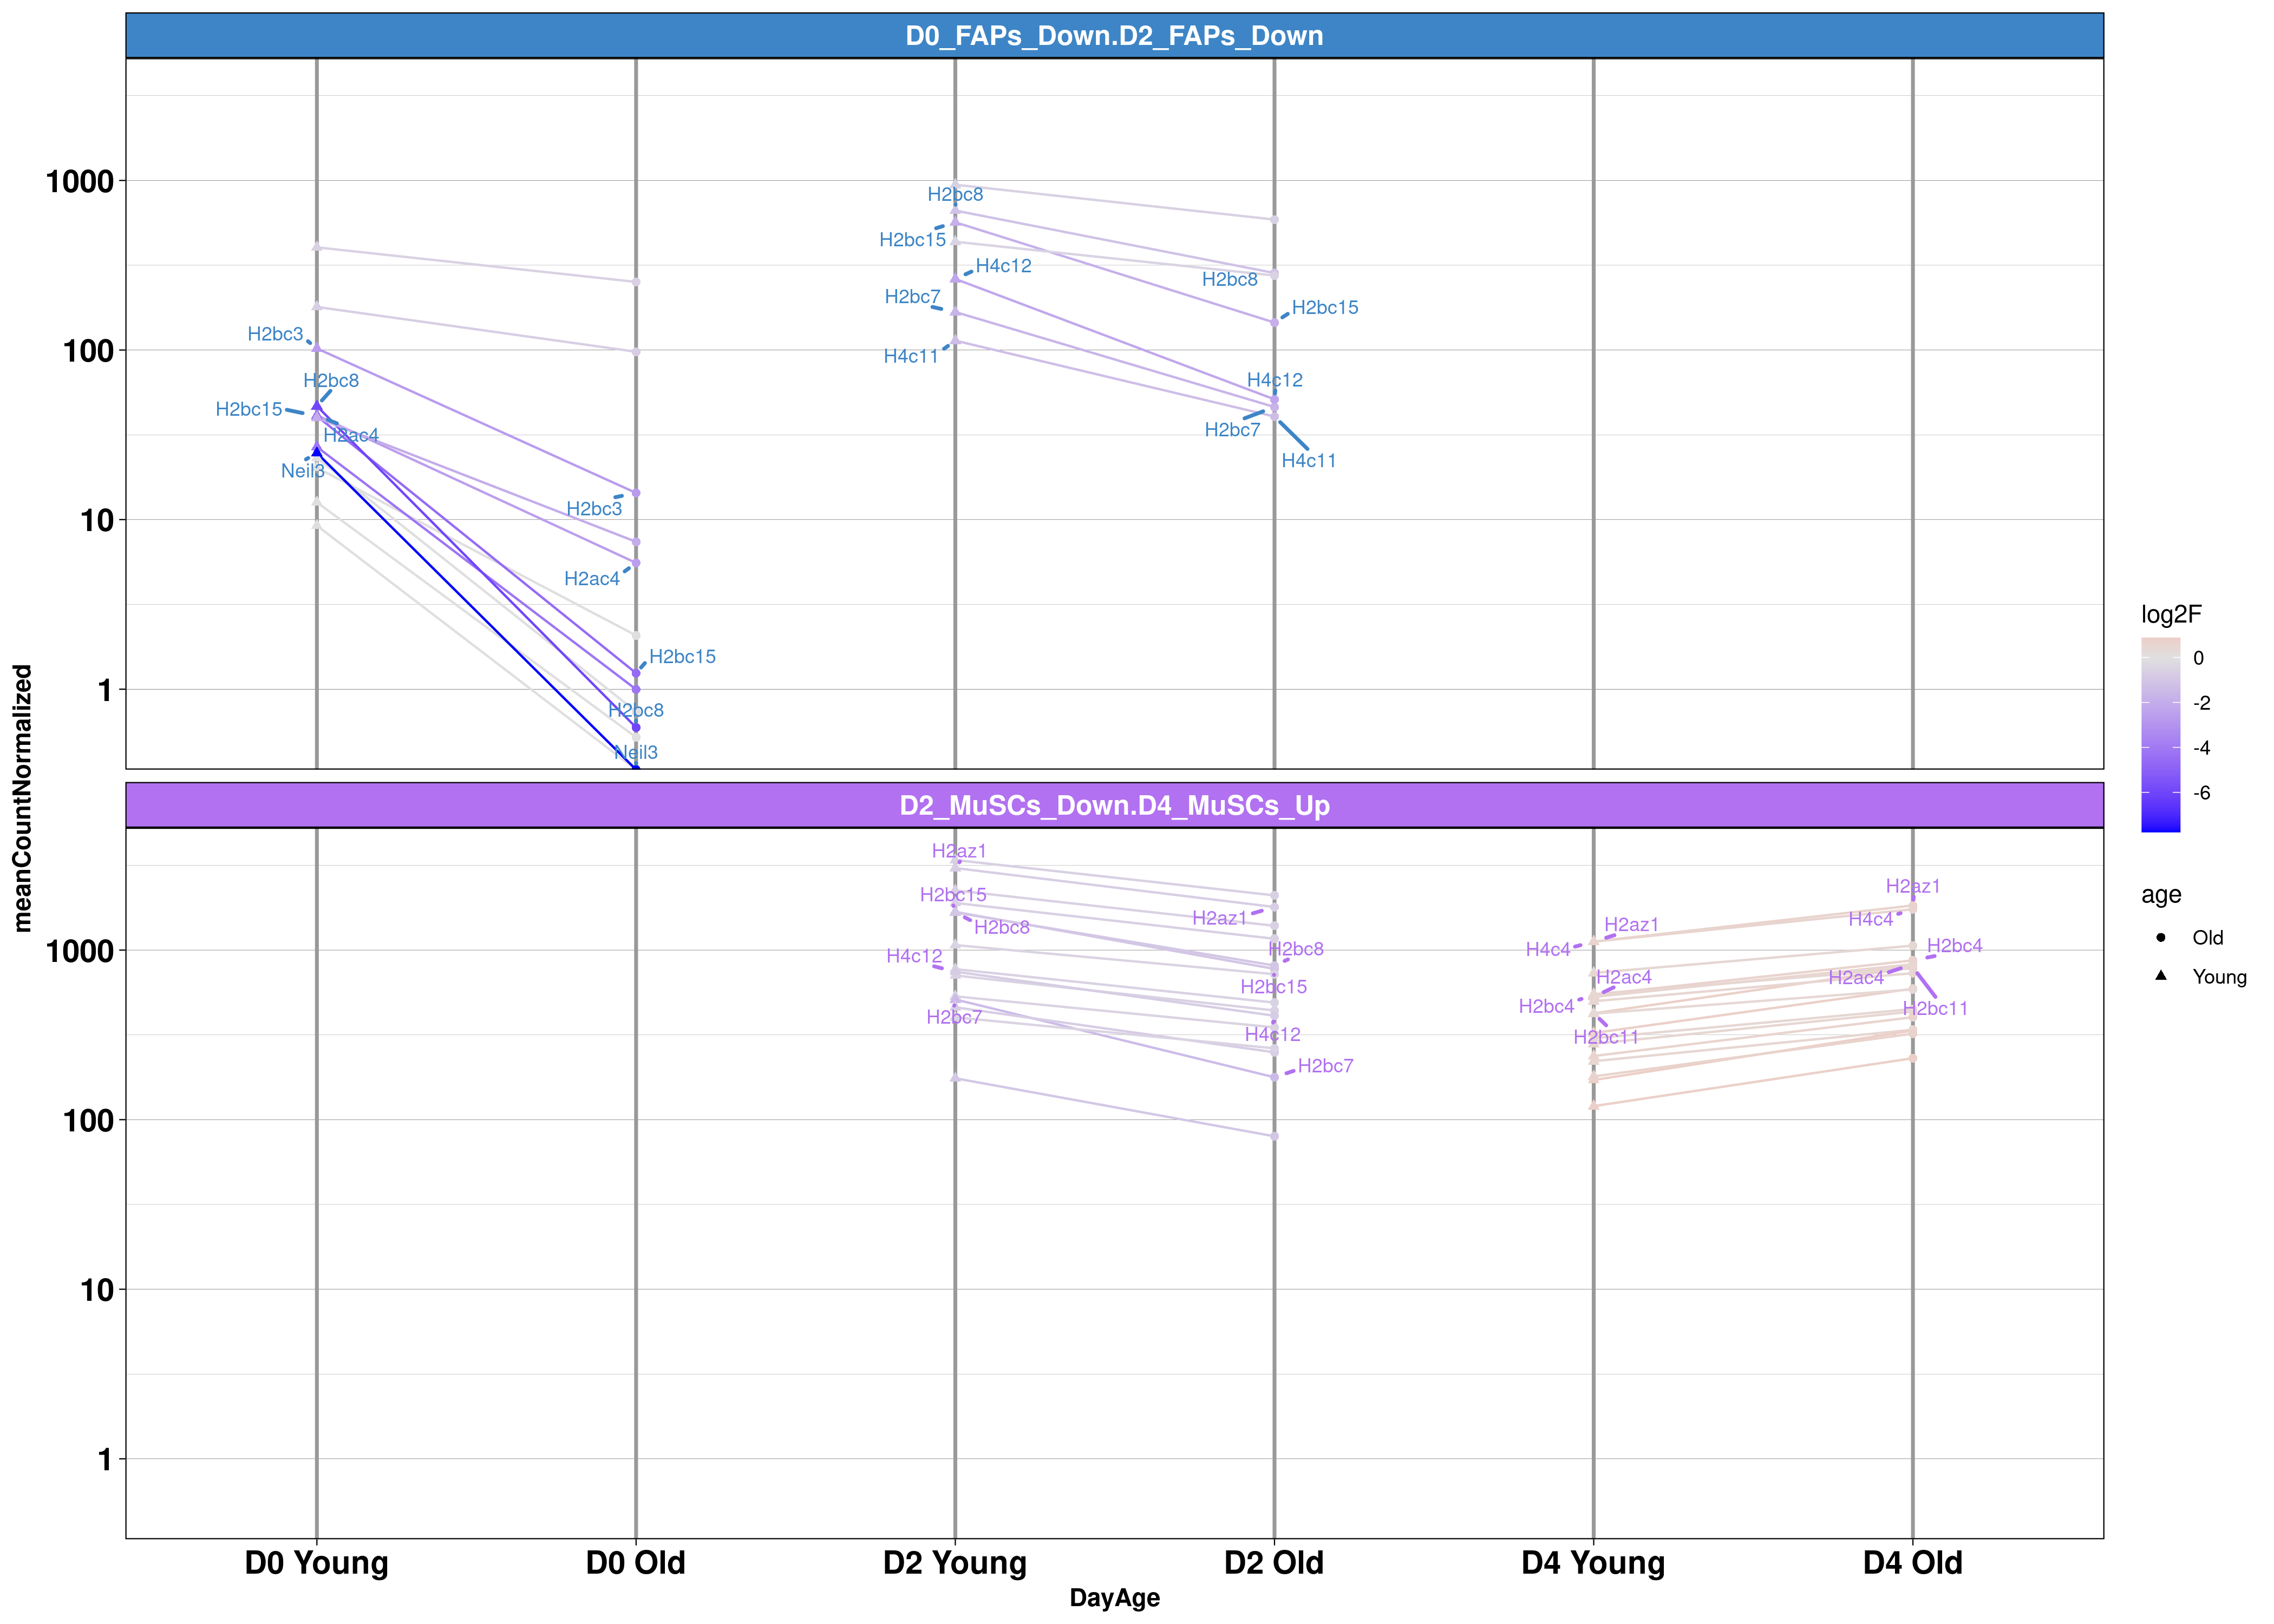 D0_FAPs_Down.D2_FAPs_Down
1000
100
10
1
H2bc3
H2bc8
H2bc15
H2ac4
Neil3
H2bc3
H2ac4
H2bc15
H2bc8
Neil3
H2bc8
H2bc15
H4c12
H2bc7
H4c11
H2bc8
H2bc15
H4c12
H2bc7
H4c11
D2_MuSCs_Down.D4_MuSCs_Up
1000
100
10
1
H2az1
H2bc15
H2bc8
H4c12
H2bc7
H2az1
H2bc8
H2bc15
H4c12
H2bc7
H2az1
H4c4
H2ac4
H2bc4
H2bc11
H2az1
H4c4
H2bc4
H2ac4
H2bc11
D0 Young
D0 Old
D2 Young
D2 Old
D4 Young
D4 Old
DayAge
meanCountNormalized
log2F
0
-2
-4
-6
age
Old
Young